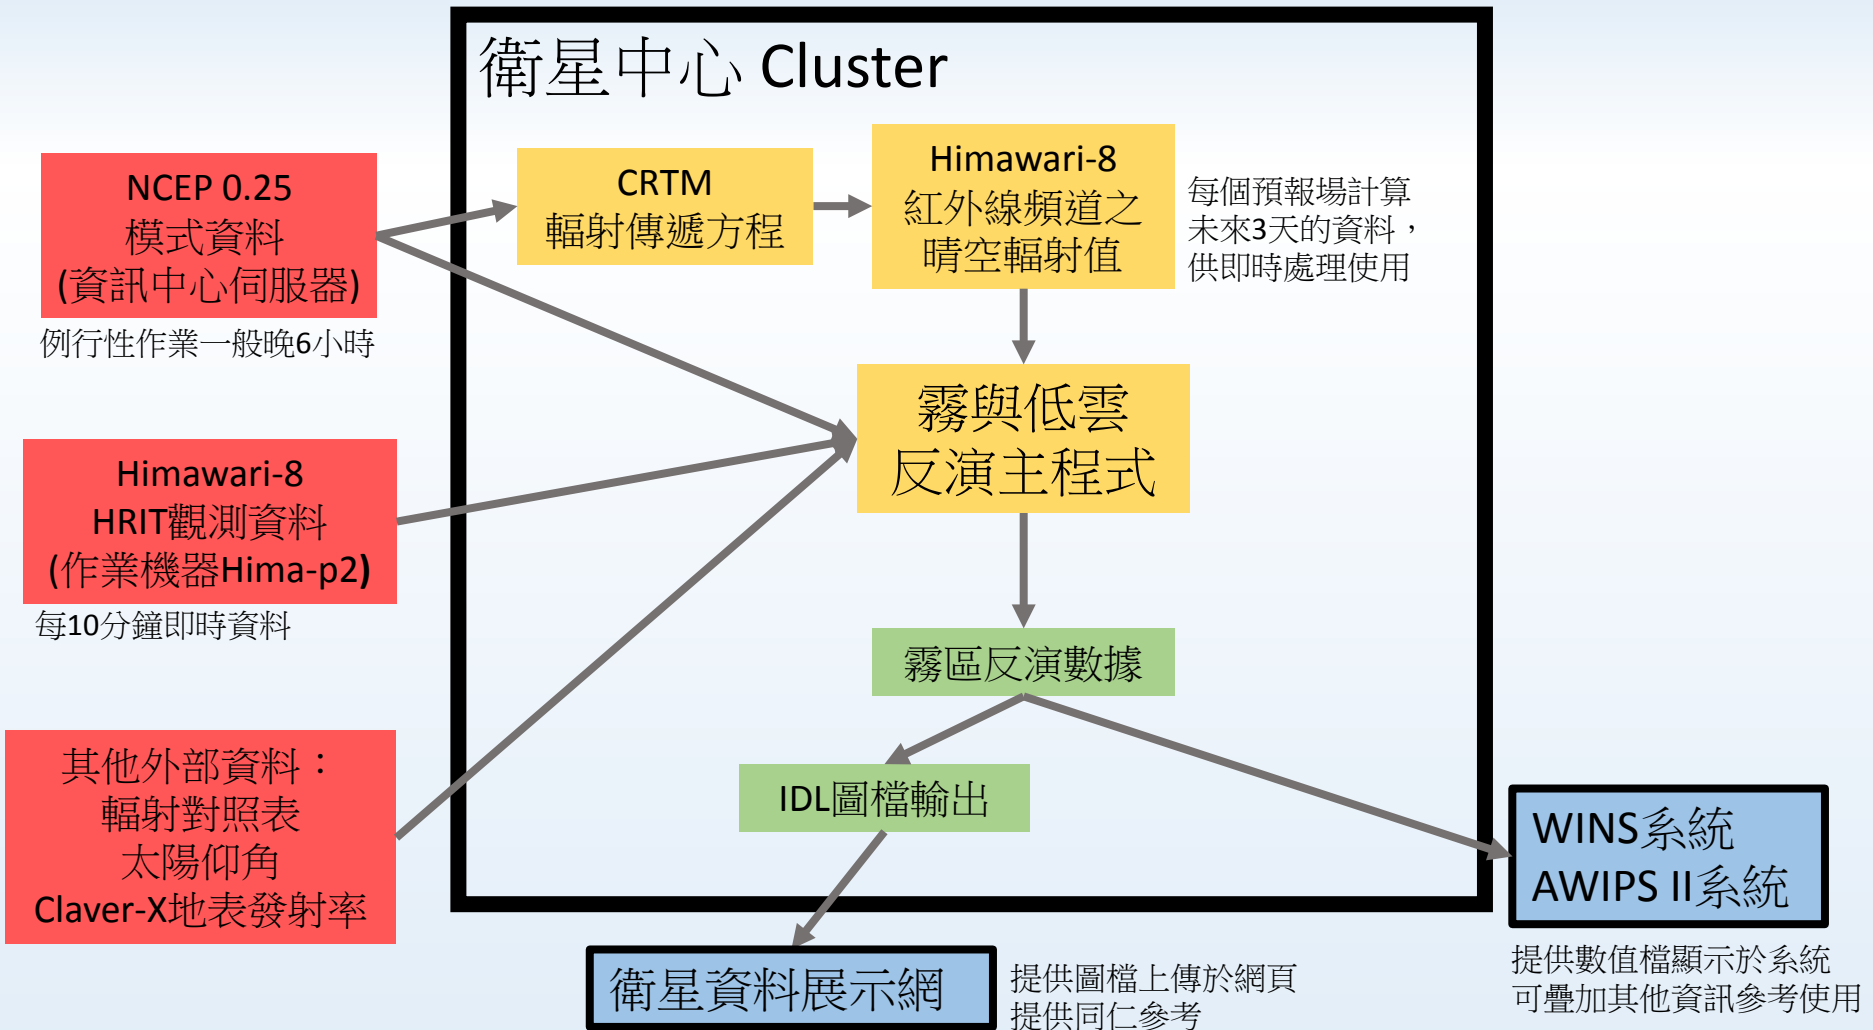 衛星中心 Cluster
NCEP 0.25
模式資料
(資訊中心伺服器)
例行性作業一般晚6小時
CRTM
輻射傳遞方程
Himawari-8
紅外線頻道之
晴空輻射值
每個預報場計算
未來3天的資料，
供即時處理使用
霧與低雲
反演主程式
Himawari-8
HRIT觀測資料
(作業機器Hima-p2)
每10分鐘即時資料
霧區反演數據
其他外部資料：
輻射對照表
太陽仰角
Claver-X地表發射率
IDL圖檔輸出
WINS系統
AWIPS II系統
提供數值檔顯示於系統
可疊加其他資訊參考使用
衛星資料展示網
提供圖檔上傳於網頁
提供同仁參考